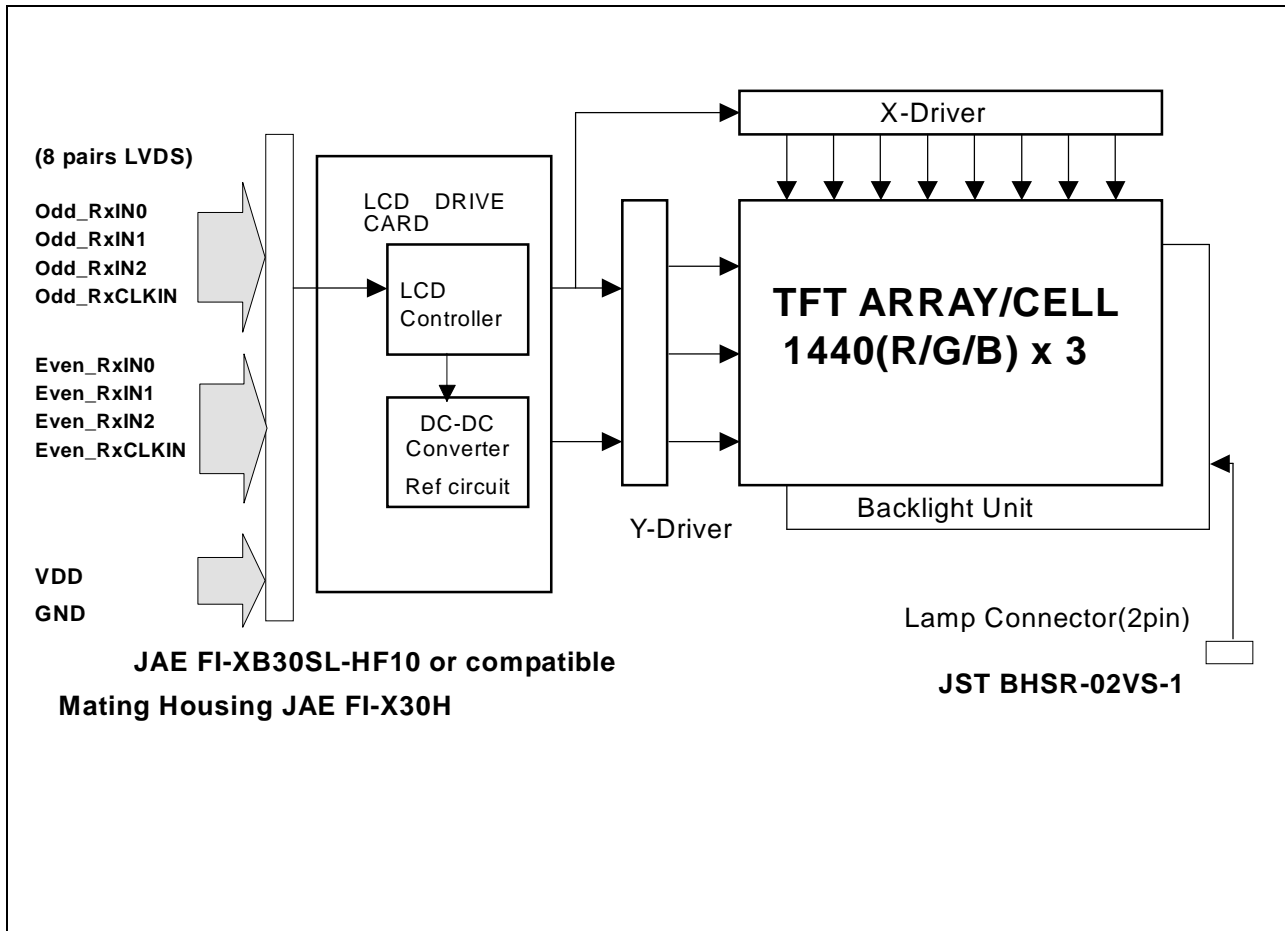 (8 pairs LVDS)
Odd_RxIN0
Odd_RxIN1
Odd_RxIN2
Odd_RxCLKIN
Even_RxIN0
Even_RxIN1
Even_RxIN2
Even_RxCLKIN
VDD
GND
LCD DRIVE
CARD
LCD
Controller
DC-DC
Converter
Ref circuit
X-Driver
Y-Driver
TFT ARRAY/CELL
1440(R/G/B) x 3
Backlight Unit
Lamp Connector(2pin)
JST BHSR-02VS-1
JAE FI-XB30SL-HF10 or compatible
Mating Housing JAE FI-X30H